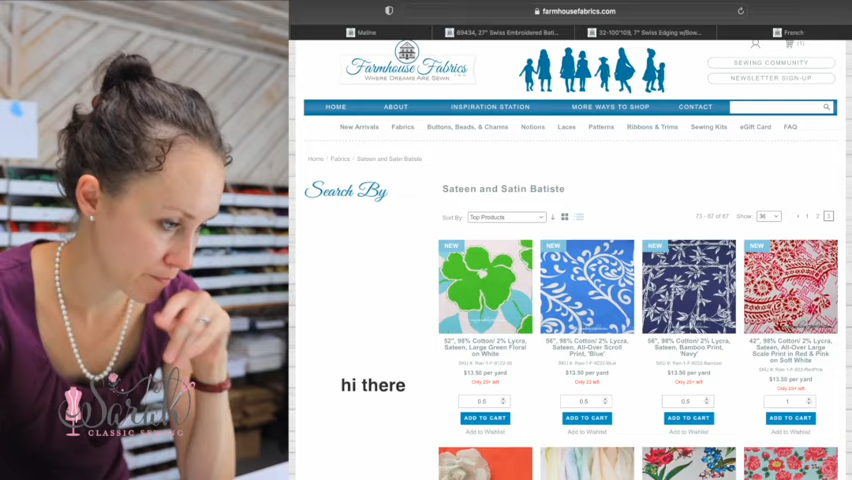 farmhousefabrics.com
Maline
69434, 27" Swiss Embroidered Bati...
32-100*109, 7" Swiss Edging w/Bow...
French
Farmhouse Fabrics
WHERE DREAMS ARE SEWN
(1)
SEWING COMMUNITY
NEWSLETTER SIGN-UP
HOME
ABOUT
INSPIRATION STATION
MORE WAYS TO SHOP
CONTACT
New Arrivals
Fabrics
Buttons, Beads, & Charms
Notions
Laces
Patterns
Ribbons & Trims
Sewing Kits
eGift Card
FAQ
Home / Fabrics / Sateen and Satin Batiste
Search By
Sateen and Satin Batiste
Sort By:
Top Products
73 - 87 of 87
Show:
36
1
2
3
NEW
NEW
NEW
NEW
52", 98% Cotton/ 2% Lycra,
Sateen, Large Green Floral
on White
$13.50 per yard
Only 25+ left
0.5
ADD TO CART
Add to Wishlist
56", 98% Cotton/ 2% Lycra,
Sateen, All-Over Scroll
Print, 'Blue'
$13.50 per yard
Only 23 left
0.5
ADD TO CART
Add to Wishlist
56", 98% Cotton/ 2% Lycra,
Sateen, Bamboo Print,
'Navy'
$13.50 per yard
Only 25+ left
0.5
ADD TO CART
Add to Wishlist
42", 98% Cotton/ 2% Lycra,
Sateen, All-Over Large
Scale Print in Red & Pink
on Soft White
$13.50 per yard
Only 25+ left
1
ADD TO CART
Add to Wishlist
hi there
Sarah
CLASSIC SEWING